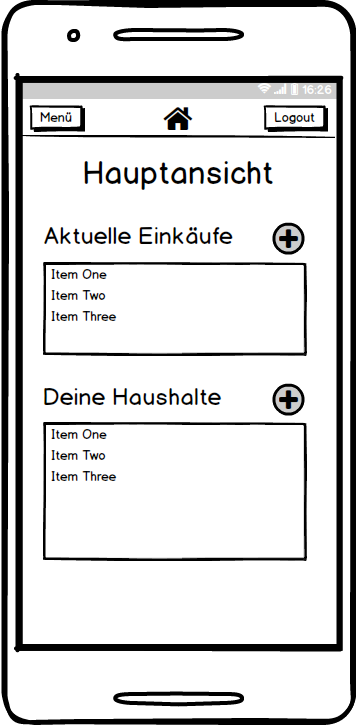 16:26
Menü
Logout
Hauptansicht
Aktuelle Einkäufe
Item One
Item Two
Item Three
Deine Haushalte
Item One
Item Two
Item Three